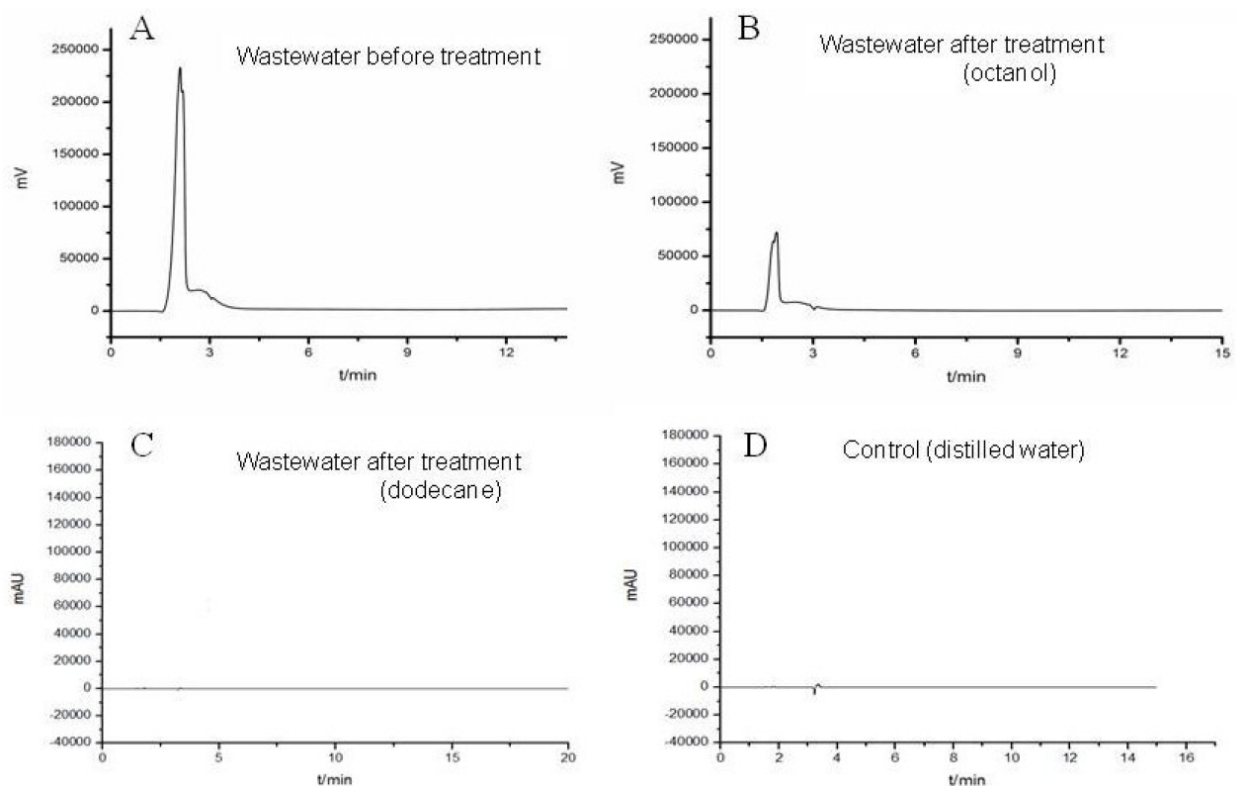 A
Wastewater before treatment
250000
200000
150000
100000
50000
0
mV
0 3 6 9 12
t/min
B
Wastewater after treatment
(octanol)
250000
200000
150000
100000
50000
0
mV
0 3 6 9 12 15
t/min
C
Wastewater after treatment
(dodecane)
180000
160000
140000
120000
100000
80000
60000
40000
20000
0
-20000
-40000
mAU
0 5 10 15 20
t/min
D
Control (distilled water)
180000
160000
140000
120000
100000
80000
60000
40000
20000
0
-20000
-40000
mAU
0 2 4 6 8 10 12 14 16
t/min